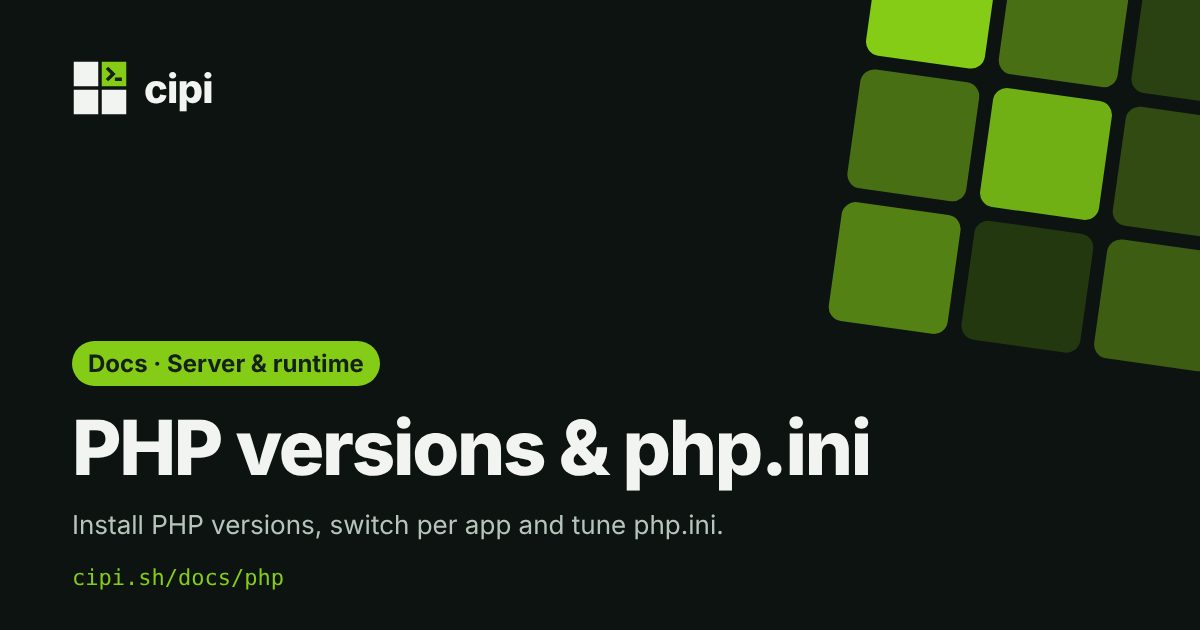 cipi
Docs · Server & runtime
PHP versions & php.ini
Install PHP versions, switch per app and tune php.ini.
cipi.sh/docs/php